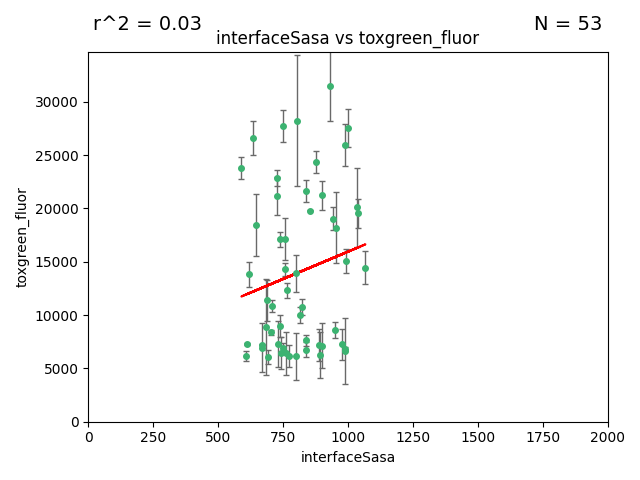 r^2 = 0.03
N = 53
interfaceSasa vs toxgreen_fluor
30000
25000
20000
15000
10000
5000
0
toxgreen_fluor
0 250 500 750 1000 1250 1500 1750 2000
interfaceSasa